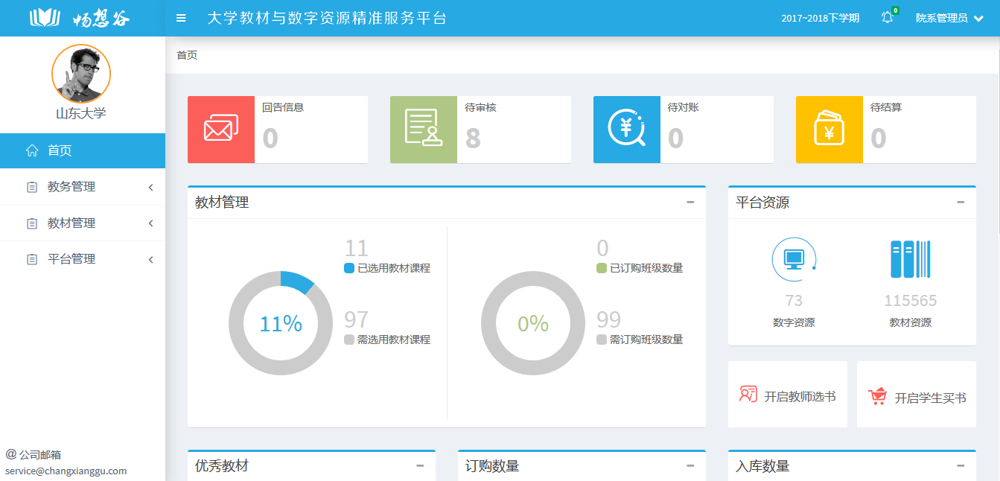 畅想谷
大学教材与数字资源精准服务平台
2017~2018下学期
0
院系管理员
山东大学
首页
教务管理
教材管理
平台管理
@ 公司邮箱
service@changxianggu.com
首页
回告信息
0
待审核
8
待对账
0
待结算
0
教材管理
11
已选用教材课程
11%
97
需选用教材课程
0
已订购班级数量
0%
99
需订购班级数量
平台资源
73
数字资源
115565
教材资源
开启教师选书
开启学生买书
优秀教材
订购数量
入库数量